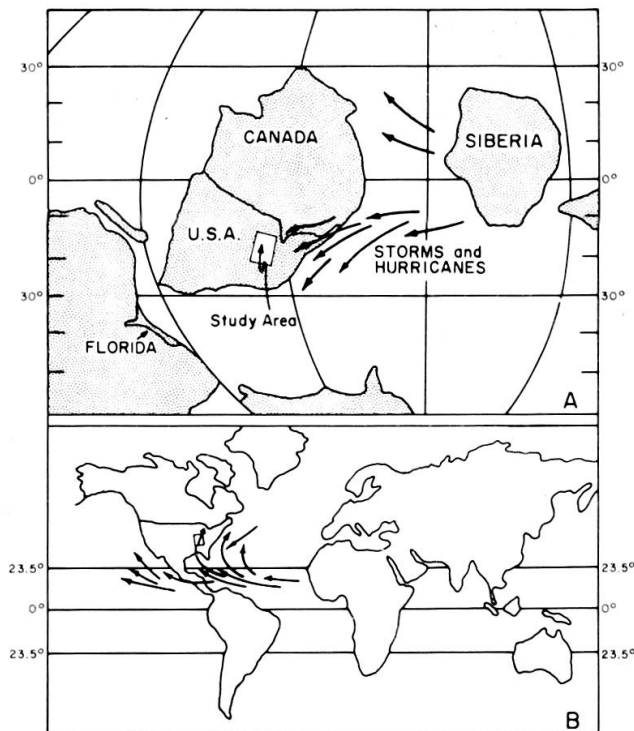 30°
30°
CANADA
SIBERIA
0°
0°
U.S.A.
STORMS and
HURRICANES
30°
30°
Study Area
FLORIDA
A
23.5°
23.5°
0°
0°
23.5°
23.5°
B